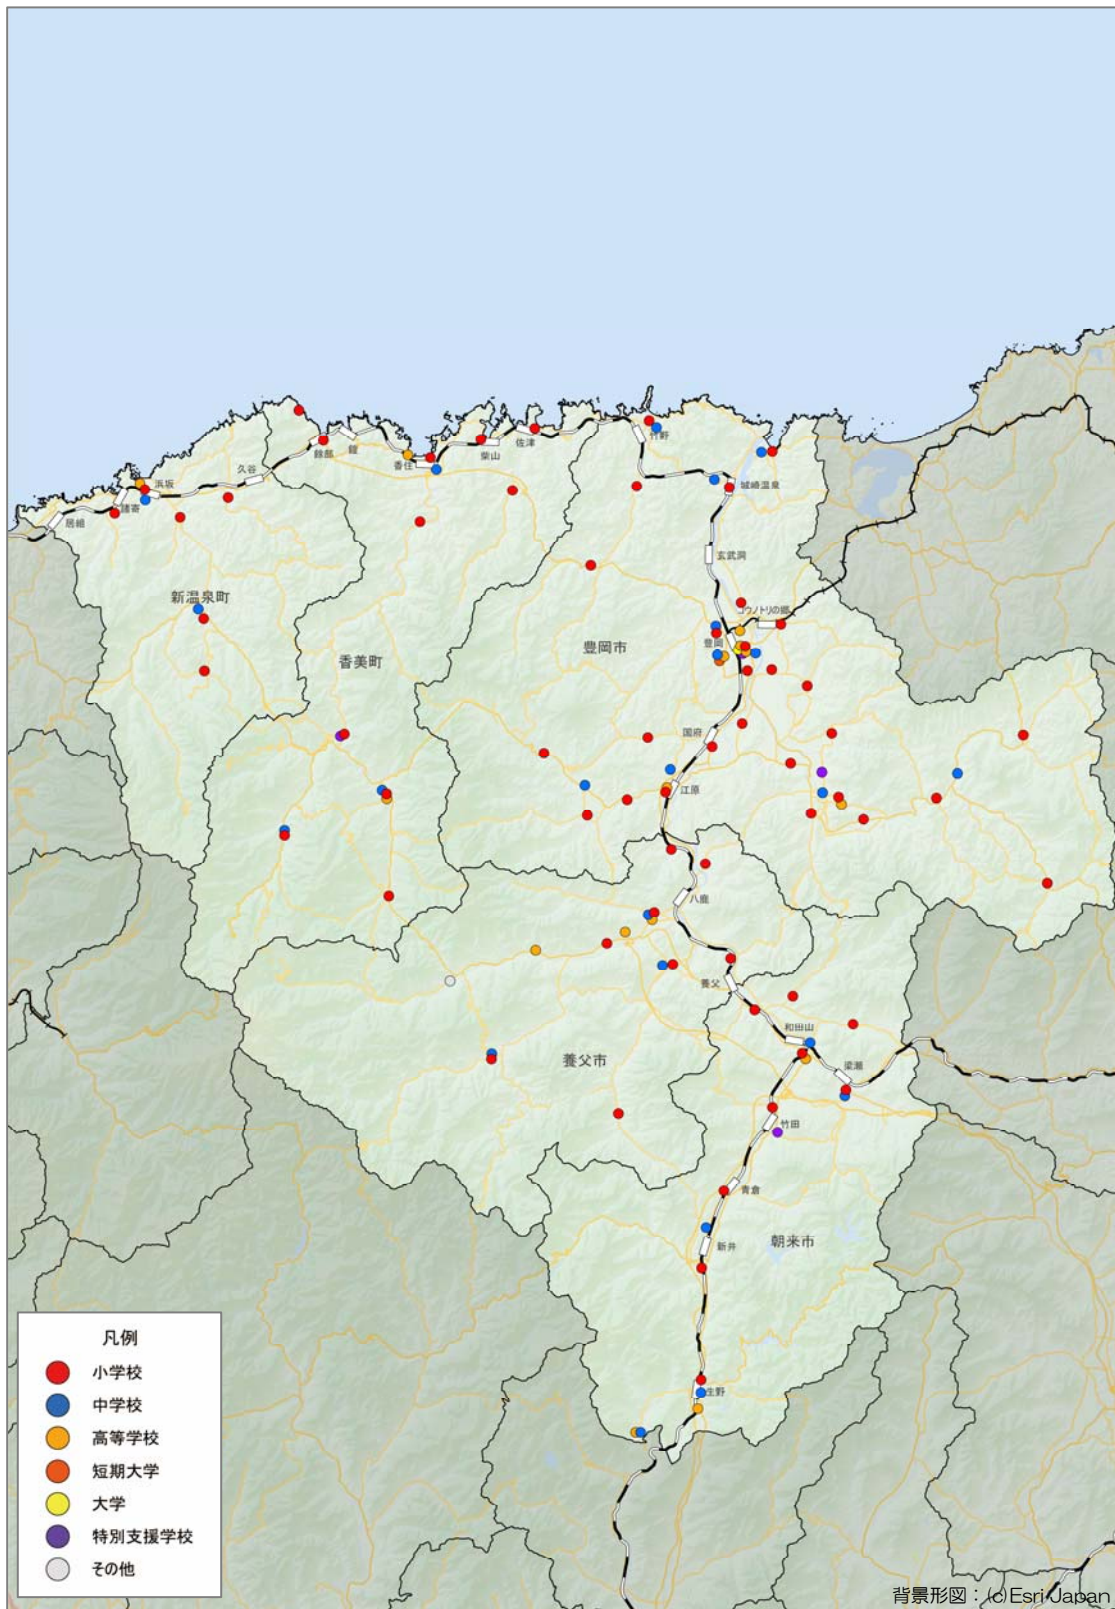 竹野
佐津
柴山
餘部
鎧
香住
城崎温泉
久谷
浜坂
諸寄
居組
玄武洞
新温泉町
コウノトリの郷
豊岡
豊岡市
香美町
国府
江原
八鹿
養父
和田山
養父市
梁瀬
竹田
青倉
新井
朝来市
生野
凡例
小学校
中学校
高等学校
短期大学
大学
特別支援学校
その他
背景形図：(c)Esri Japan